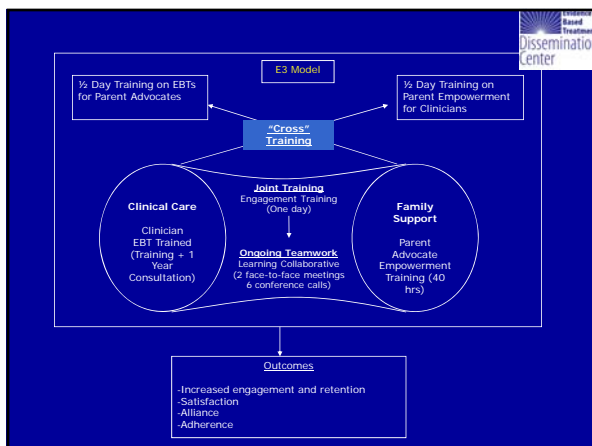 Evidence
Based
Treatment
Dissemination
Center
E3 Model
½ Day Training on EBTs
for Parent Advocates
½ Day Training on
Parent Empowerment
for Clinicians
"Cross"
Training
Clinical Care
Clinician
EBT Trained
(Training + 1
Year
Consultation)
Joint Training
Engagement Training
(One day)
Ongoing Teamwork
Learning Collaborative
(2 face-to-face meetings
6 conference calls)
Family
Support
Parent
Advocate
Empowerment
Training (40
hrs)
Outcomes
-Increased engagement and retention
-Satisfaction
-Alliance
-Adherence